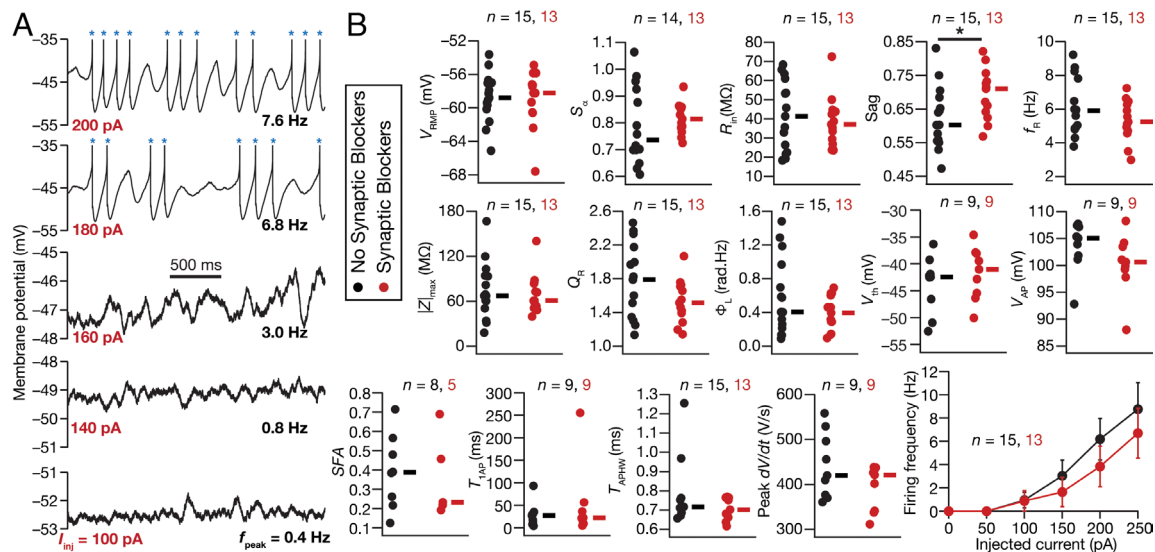 A
Membrane potential (mV)
−35
−45
−55
* * * * * * * * * * * *
200 pA
7.6 Hz
−35
−45
−55
* * * * * * * *
180 pA
6.8 Hz
−45
−46
−47
−48
−49
500 ms
160 pA
3.0 Hz
−48
−49
−50
−51
140 pA
0.8 Hz
−51
−52
−53
I_inj = 100 pA
f_peak = 0.4 Hz
B
No Synaptic Blockers
Synaptic Blockers
n = 15, 13
V_RMP (mV)
−52
−56
−60
−64
−68
n = 14, 13
S_α
1.1
1.0
0.9
0.8
0.7
0.6
n = 15, 13
R_in (MΩ)
80
70
60
50
40
30
20
10
n = 15, 13
*
Sag
0.85
0.75
0.65
0.55
0.45
n = 15, 13
f_R (Hz)
10
8
6
4
2
n = 15, 13
|Z|_max (MΩ)
180
120
60
0
n = 15, 13
Q_R
2.6
2.1
1.6
1.1
n = 15, 13
Φ_L (rad.Hz)
1.6
1.2
0.8
0.4
0.0
n = 9, 9
V_th (mV)
−30
−35
−40
−45
−50
−55
n = 9, 9
V_AP (mV)
110
105
100
95
90
85
n = 8, 5
SFA
0.8
0.7
0.6
0.5
0.4
0.3
0.2
0.1
n = 9, 9
T_1AP (ms)
300
250
200
150
100
50
0
n = 15, 13
T_APHW (ms)
1.3
1.2
1.1
1.0
0.9
0.8
0.7
0.6
n = 9, 9
Peak dV/dt (V/s)
600
500
400
300
n = 15, 13
Firing frequency (Hz)
12
10
8
6
4
2
0
0 50 100 150 200 250
Injected current (pA)